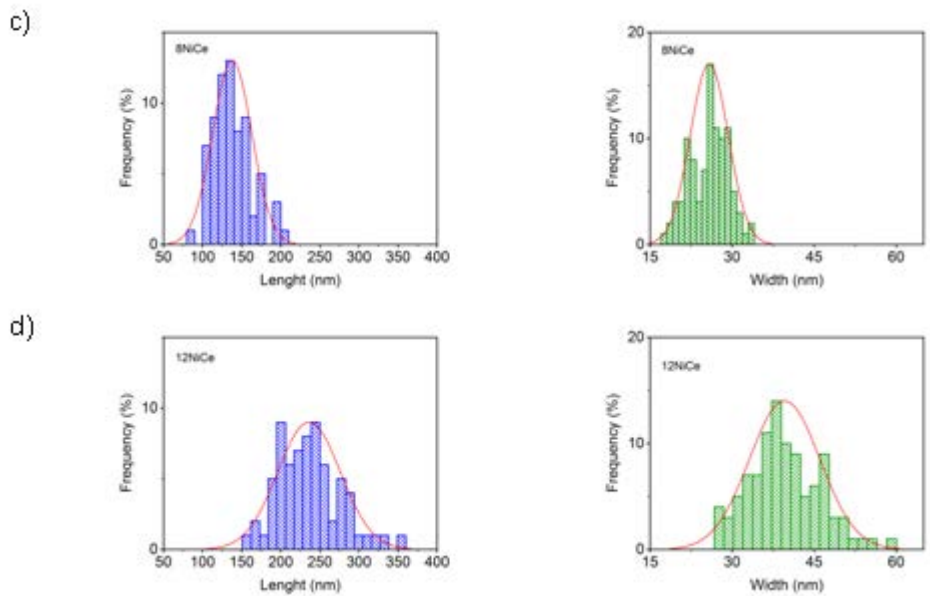 c)
8NiCe
Frequency (%)
10
0
50 100 150 200 250 300 350 400
Lenght (nm)
8NiCe
Frequency (%)
20
10
0
15 30 45 60
Width (nm)
d)
12NiCe
Frequency (%)
10
0
50 100 150 200 250 300 350 400
Lenght (nm)
12NiCe
Frequency (%)
20
10
0
15 30 45 60
Width (nm)